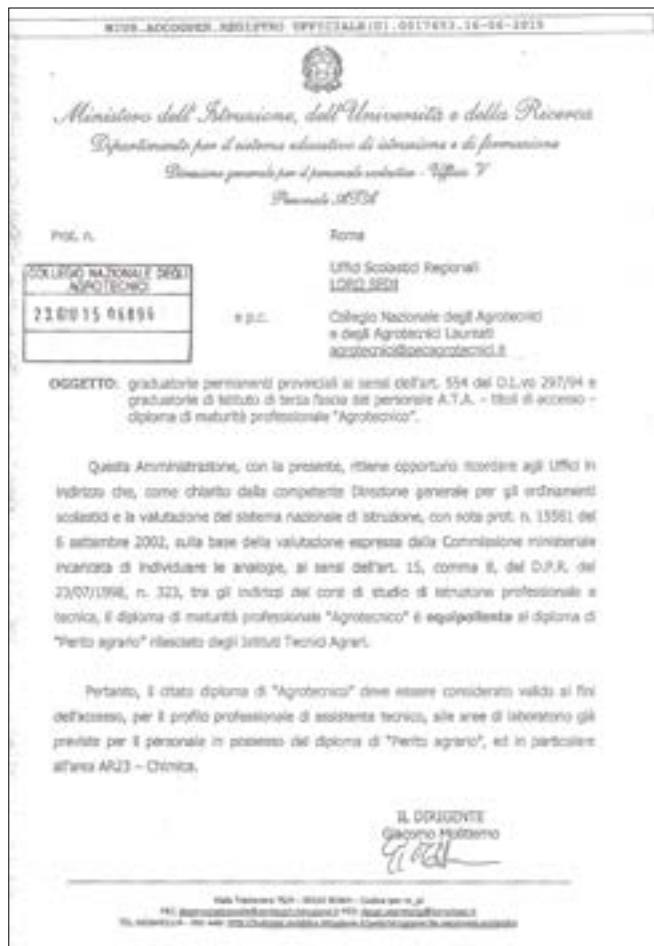 MIUR.AOODGPER.REGISTRO UFFICIALE(U).0017653.16-06-2015
Ministero dell'Istruzione, dell'Università e della Ricerca
Dipartimento per il sistema educativo di istruzione e di formazione
Direzione generale per il personale scolastico - Ufficio V
Personale ATA
Prot. n.
Roma
COLLEGIO NAZIONALE DEGLI
AGROTECNICI
23GIU15 06896
Uffici Scolastici Regionali
LORO SEDI
e p.c.
Collegio Nazionale degli Agrotecnici
e degli Agrotecnici Laureati
agrotecnici@pecagrotecnici.it
OGGETTO: graduatorie permanenti provinciali ai sensi dell'art. 554 del D.L.vo 297/94 e
graduatorie di istituto di terza fascia del personale A.T.A. – titoli di accesso –
diploma di maturità professionale "Agrotecnico".
Questa Amministrazione, con la presente, ritiene opportuno ricordare agli Uffici in
indirizzo che, come chiarito dalla competente Direzione generale per gli ordinamenti
scolastici e la valutazione del sistema nazionale di istruzione, con nota prot. n. 15561 del
6 settembre 2002, sulla base della valutazione espressa dalla Commissione ministeriale
incaricata di individuare le analogie, ai sensi dell'art. 15, comma 8, del D.P.R. del
23/07/1998, n. 323, tra gli indirizzi dei corsi di studio di istruzione professionale e
tecnica, il diploma di maturità professionale "Agrotecnico" è equipollente al diploma di
"Perito agrario" rilasciato dagli Istituti Tecnici Agrari.
Pertanto, il citato diploma di "Agrotecnico" deve essere considerato valido ai fini
dell'accesso, per il profilo professionale di assistente tecnico, alle aree di laboratorio già
previste per il personale in possesso del diploma di "Perito agrario", ed in particolare
all'area AR23 – Chimica.
IL DIRIGENTE
Giacomo Molitierno